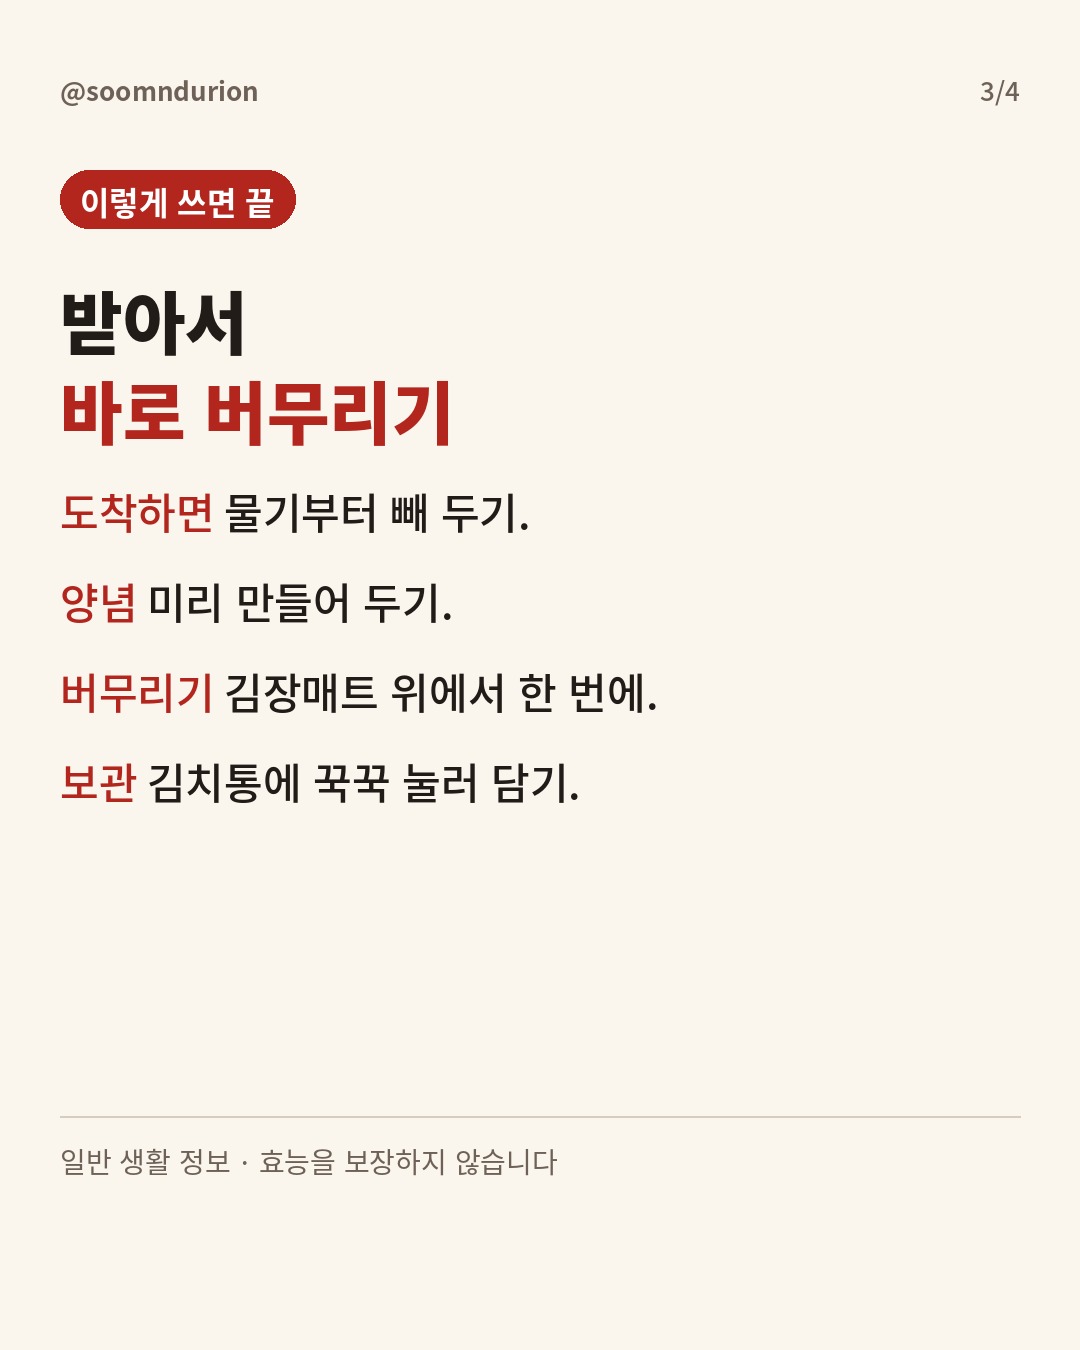 @soomndurion
3/4
이렇게 쓰면 끝
받아서
바로 버무리기
도착하면 물기부터 빼 두기.
양념 미리 만들어 두기.
버무리기 김장매트 위에서 한 번에.
보관 김치통에 꾹꾹 눌러 담기.
일반 생활 정보 · 효능을 보장하지 않습니다